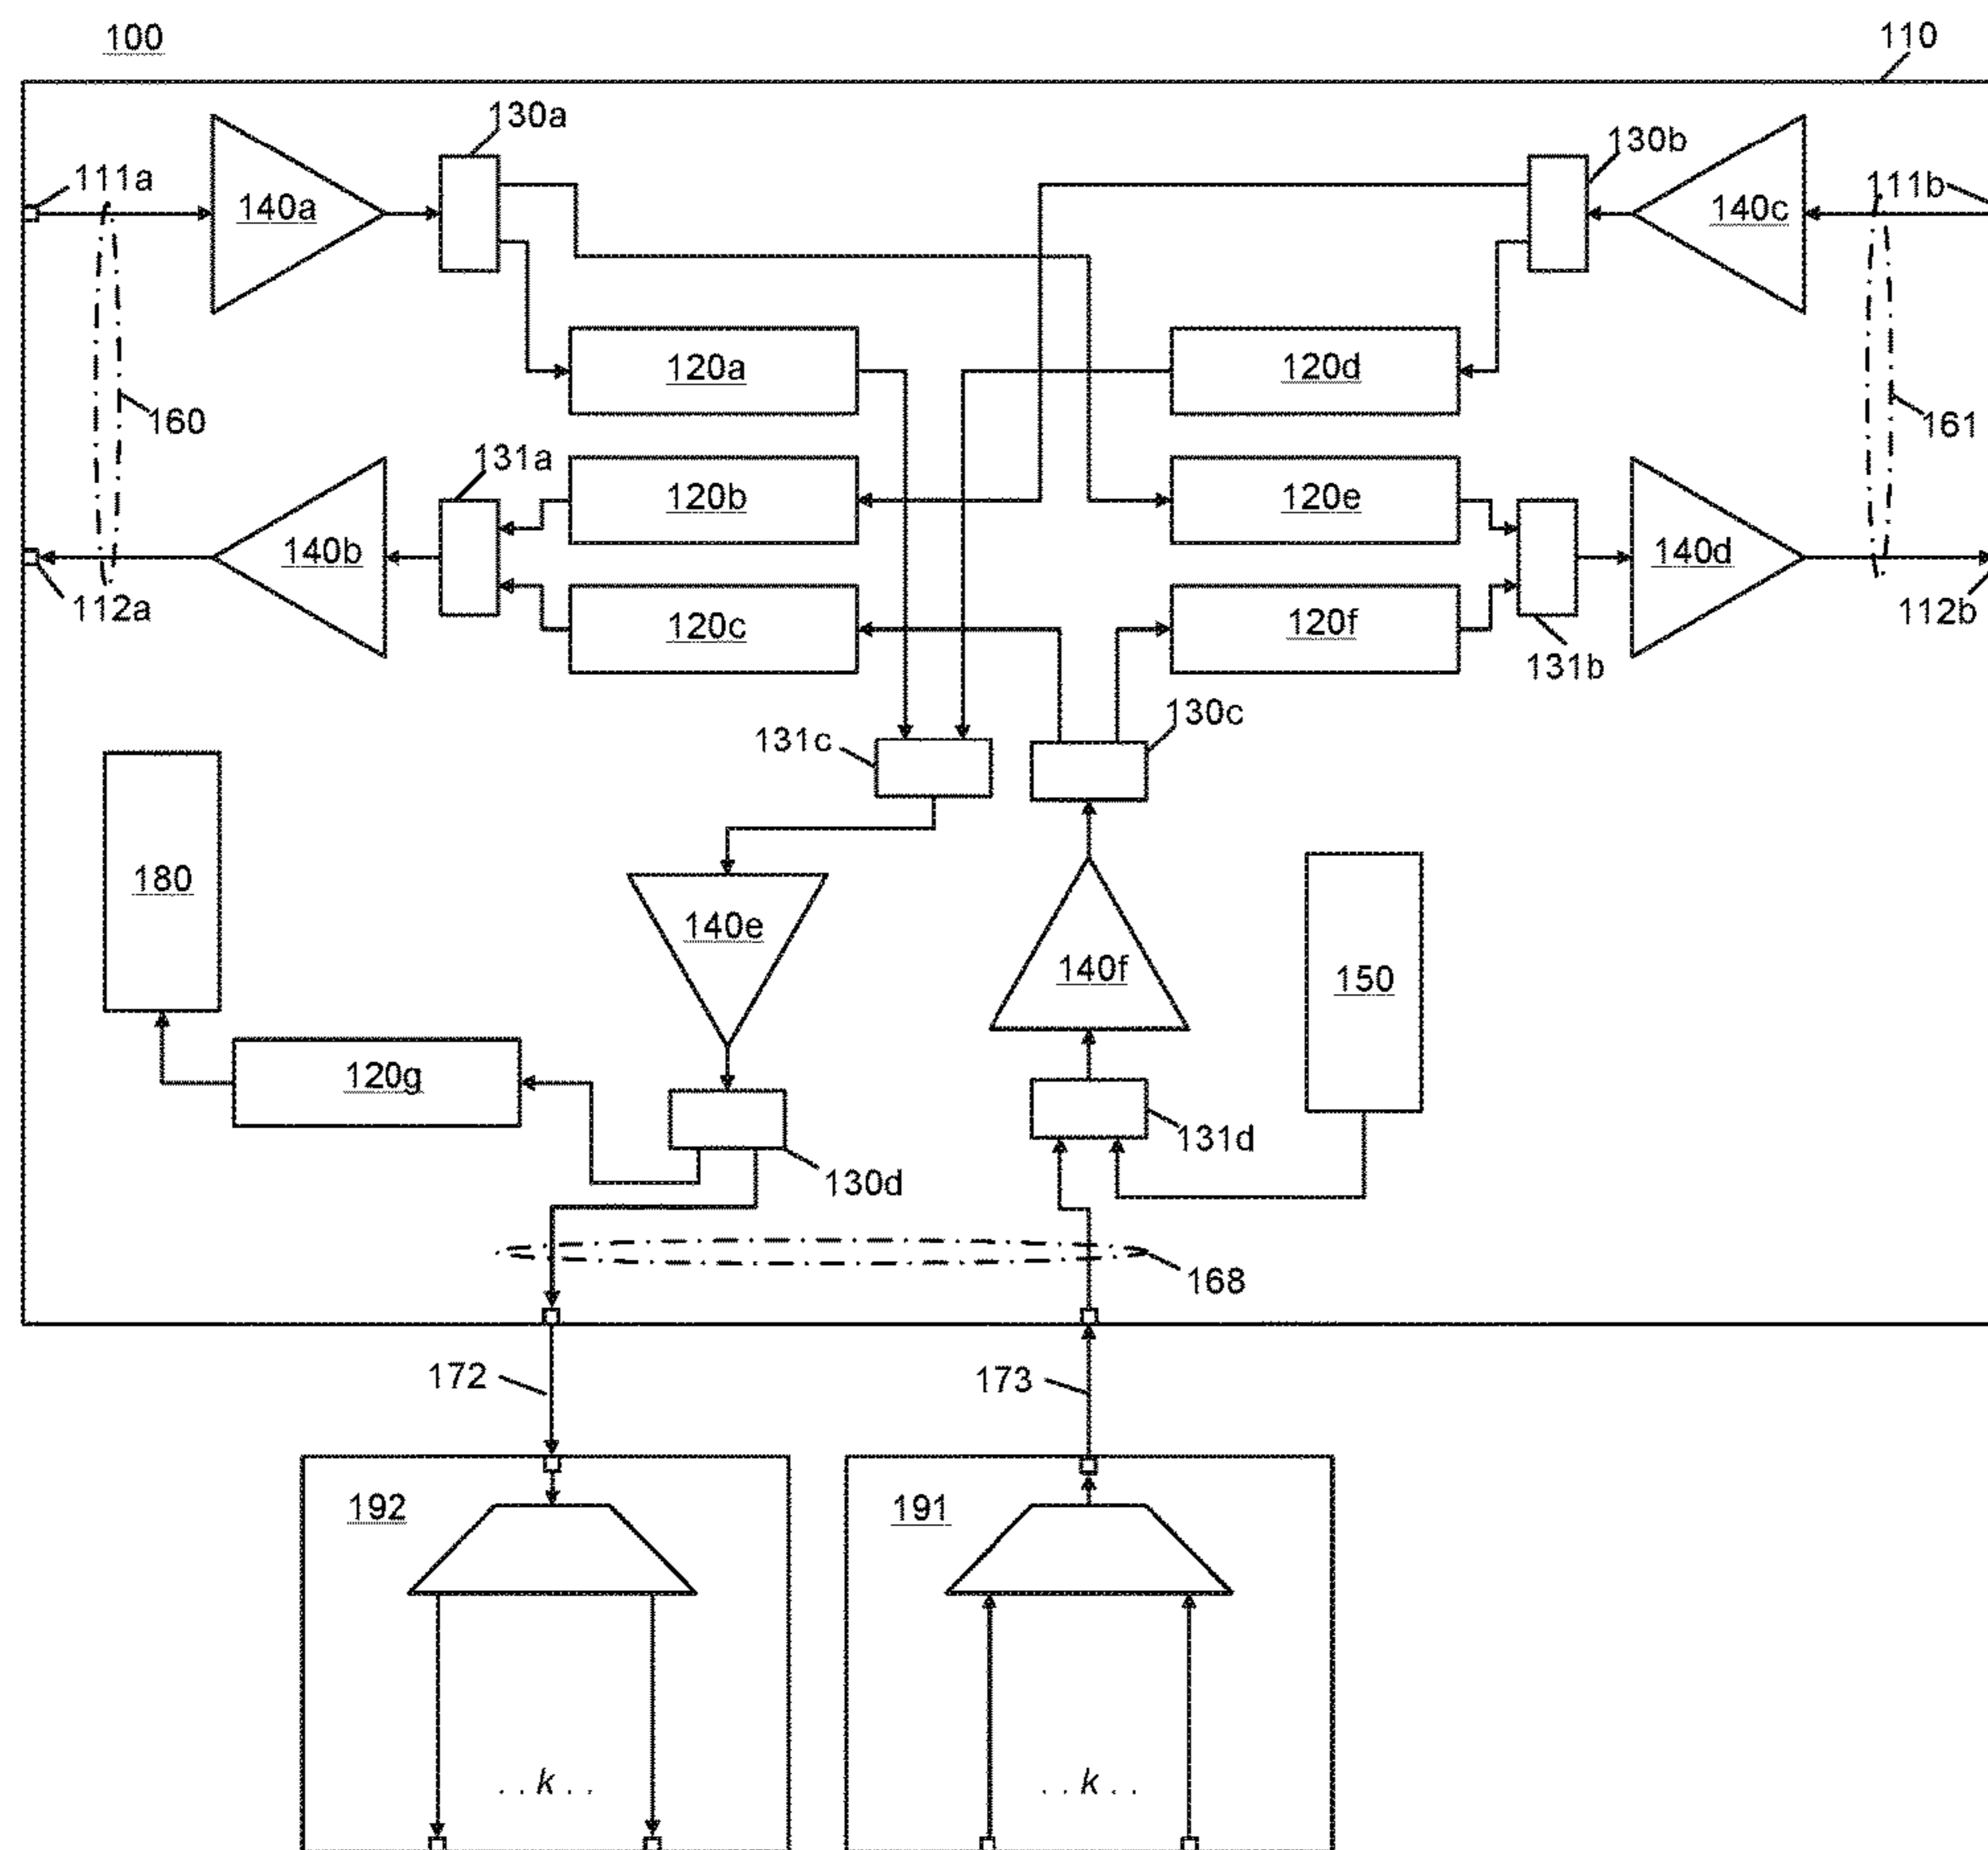 100
110
130a
130b
111a
140a
140c
111b
120a
120d
160
161
131a
120b
120e
140b
140d
112a
120c
120f
112b
131b
130c
131c
180
140e
140f
150
120g
131d
130d
168
172
173
192
191
. . k . .
. . k . .